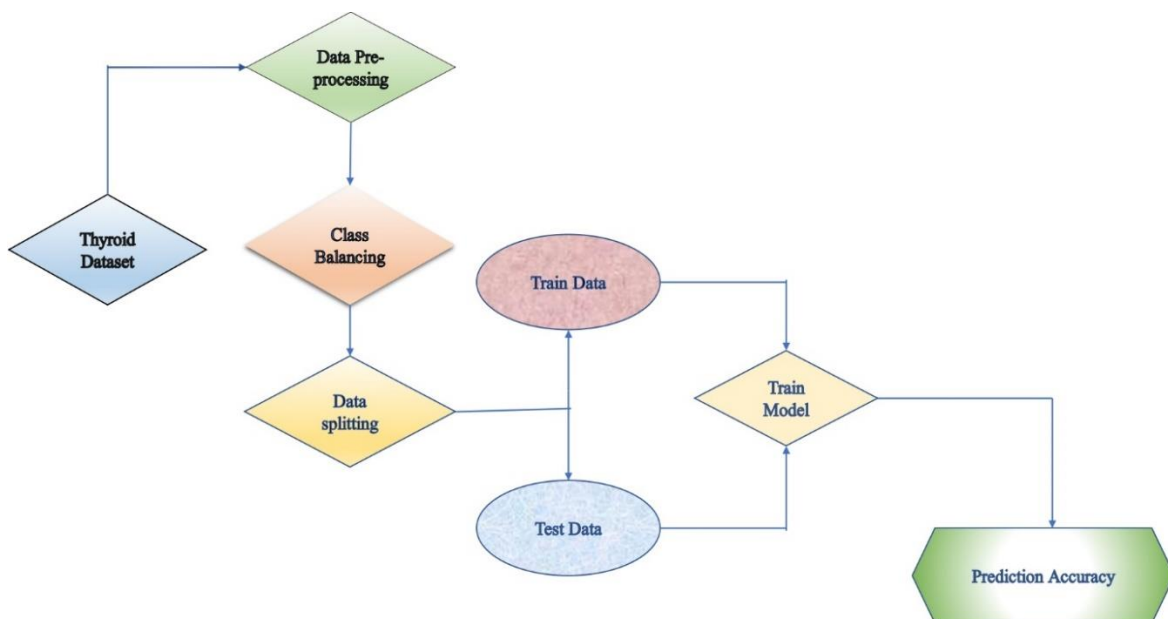 Data Pre-
processing
Thyroid
Dataset
Class
Balancing
Train Data
Data
splitting
Train
Model
Test Data
Prediction Accuracy